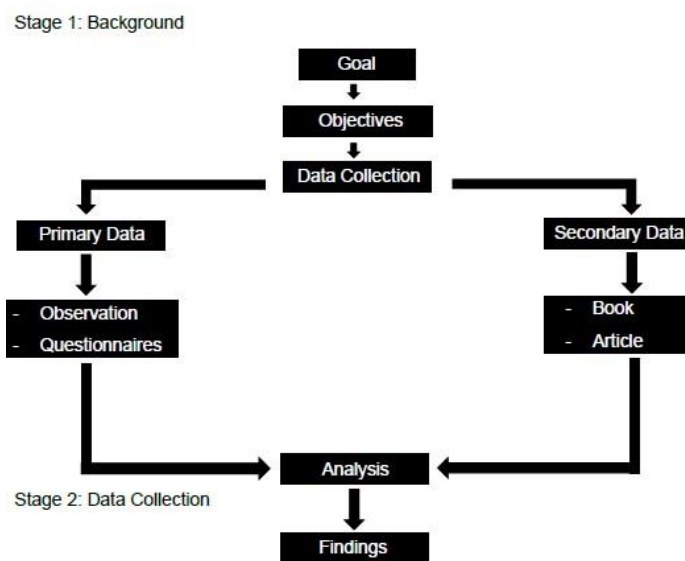 Stage 1: Background
Goal
Objectives
Data Collection
Primary Data
Secondary Data
- Observation
- Questionnaires
- Book
- Article
Analysis
Stage 2: Data Collection
Findings